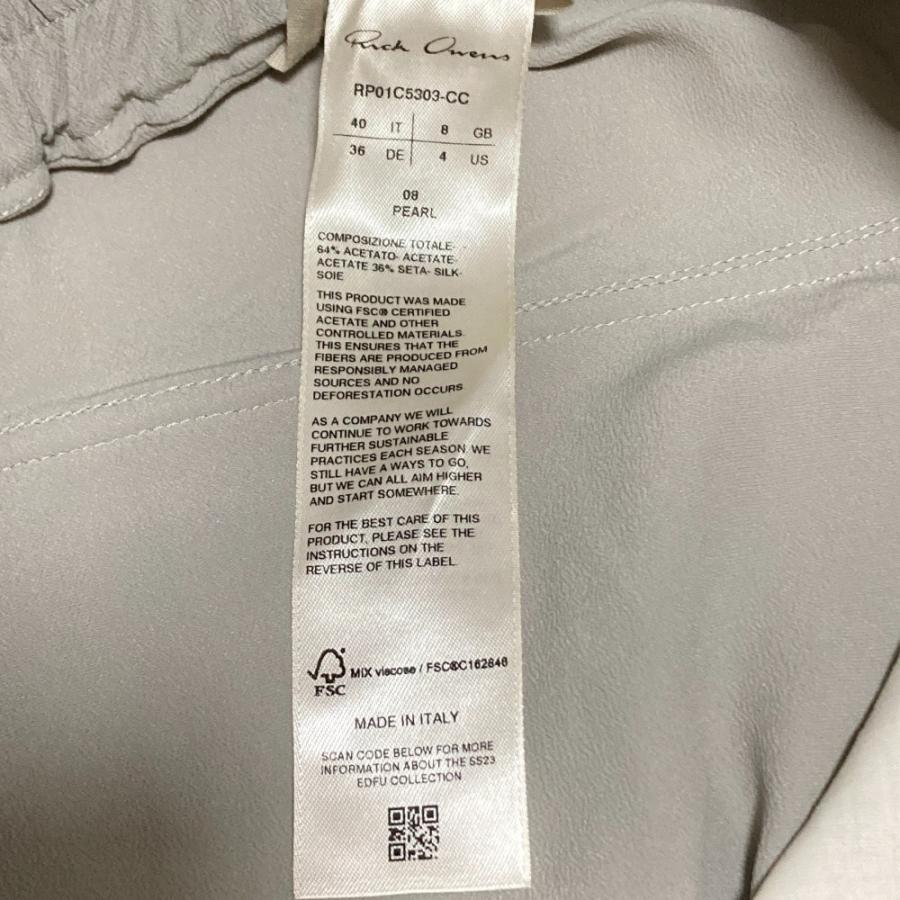 Rick Owens
RP01C5303-CC
40 IT 8 GB
36 DE 4 US
08
PEARL
COMPOSIZIONE TOTALE- -
64% ACETATO- ACETATE-
ACETATE 36% SETA- SILK-
SOIE
THIS PRODUCT WAS MADE
USING FSC® CERTIFIED
ACETATE AND OTHER
CONTROLLED MATERIALS.
THIS ENSURES THAT THE
FIBERS ARE PRODUCED FROM
RESPONSIBLY MANAGED
SOURCES AND NO
DEFORESTATION OCCURS.
AS A COMPANY WE WILL
CONTINUE TO WORK TOWARDS
FURTHER SUSTAINABLE
PRACTICES EACH SEASON. WE
STILL HAVE A WAYS TO GO,
BUT WE CAN ALL AIM HIGHER
AND START SOMEWHERE.
FOR THE BEST CARE OF THIS
PRODUCT, PLEASE SEE THE
INSTRUCTIONS ON THE
REVERSE OF THIS LABEL.
MIX viscose / FSC®C162846
FSC
MADE IN ITALY
SCAN CODE BELOW FOR MORE
INFORMATION ABOUT THE SS23
EDFU COLLECTION